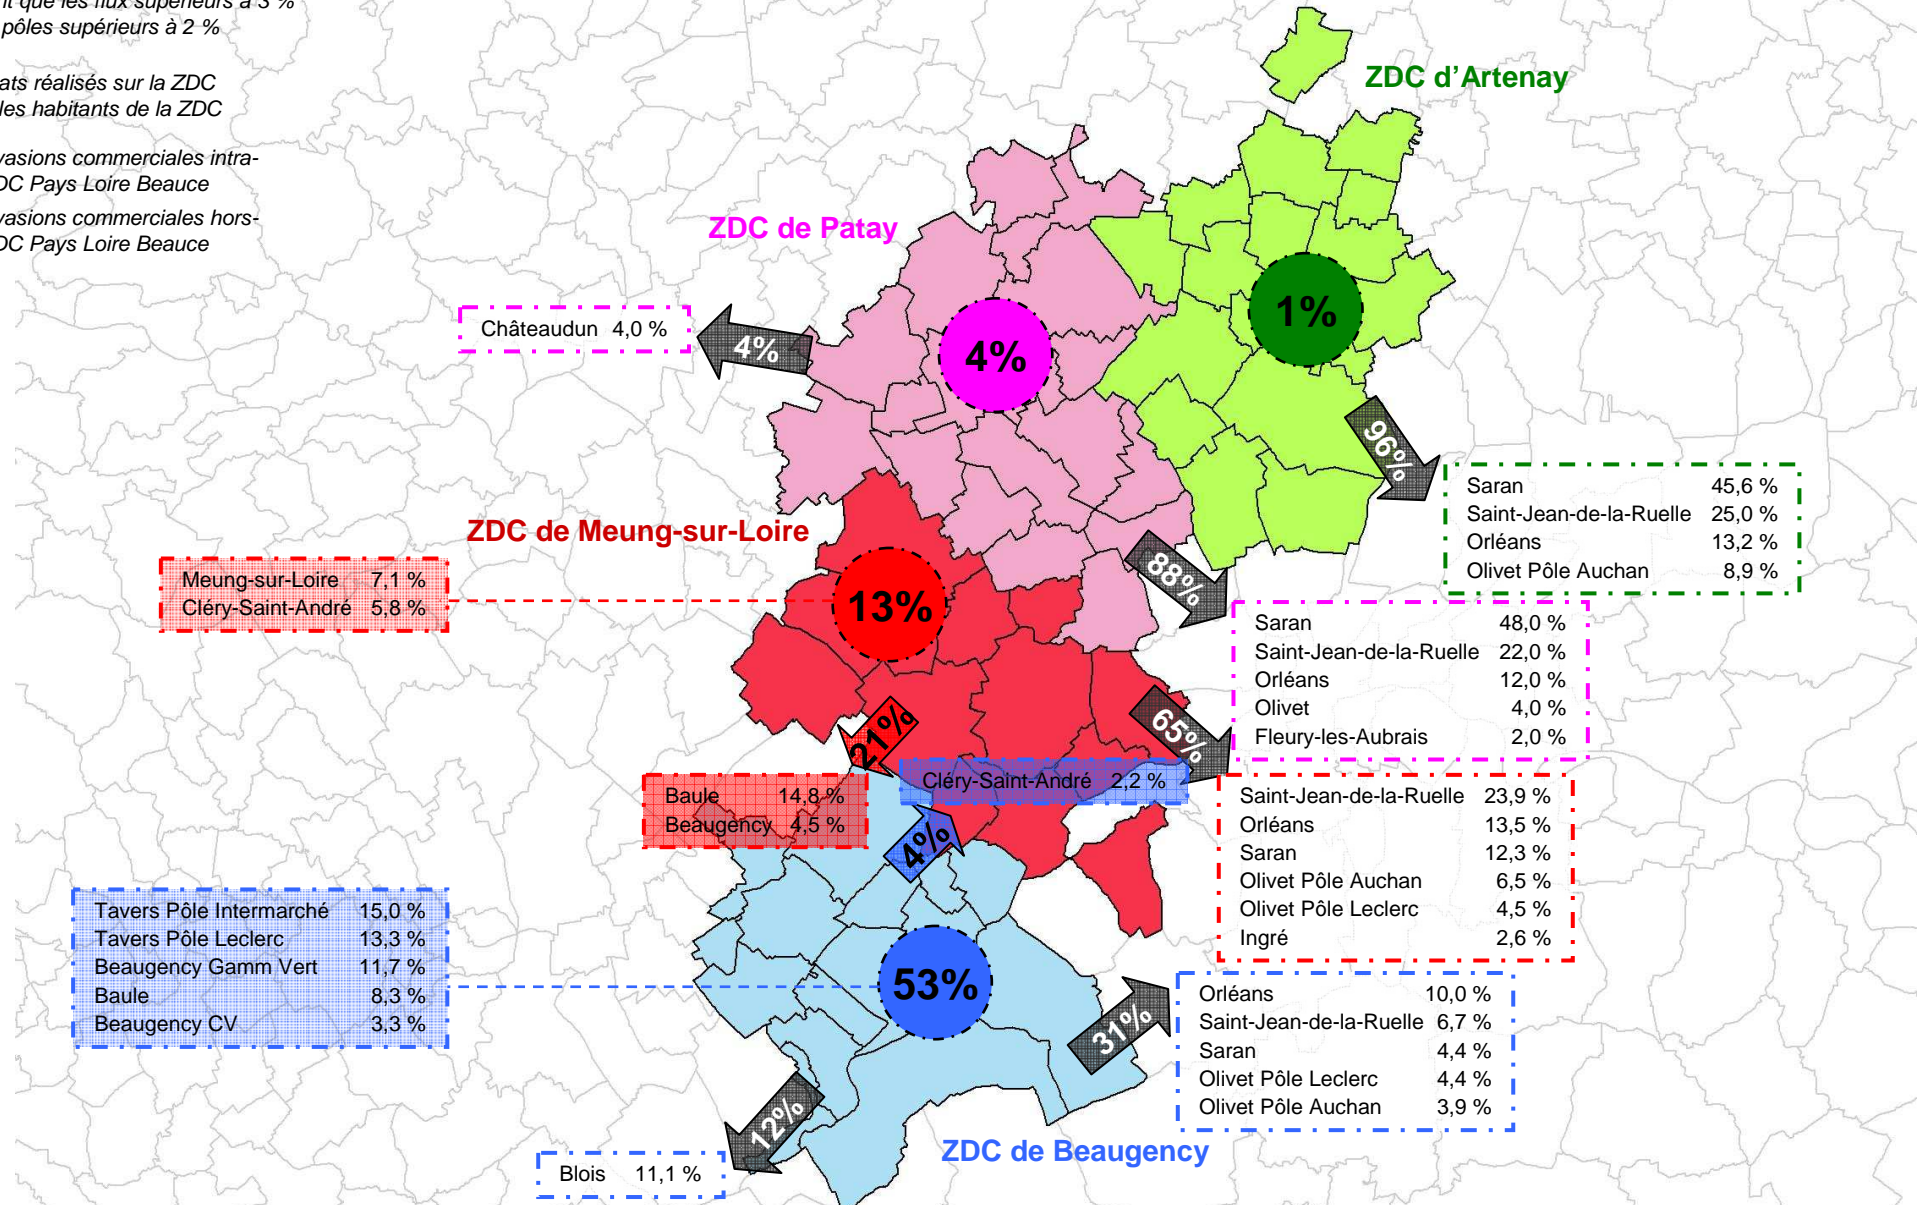 que les flux supérieurs à 3 %
pôles supérieurs à 2 %
réalisés sur la ZDC
les habitants de la ZDC
commerciales intra-
Pays Loire Beauce
commerciales hors-
Pays Loire Beauce
ZDC d'Artenay
ZDC de Patay
1%
Châteaudun 4,0 %
4%
4%
96%
Saran 45,6 %
Saint-Jean-de-la-Ruelle 25,0 %
Orléans 13,2 %
Olivet Pôle Auchan 8,9 %
ZDC de Meung-sur-Loire
88%
Meung-sur-Loire 7,1 %
Cléry-Saint-André 5,8 %
13%
Saran 48,0 %
Saint-Jean-de-la-Ruelle 22,0 %
Orléans 12,0 %
Olivet 4,0 %
Fleury-les-Aubrais 2,0 %
21%
65%
Baule 14,8 %
Beaugency 4,5 %
Cléry-Saint-André 2,2 %
4%
Saint-Jean-de-la-Ruelle 23,9 %
Orléans 13,5 %
Saran 12,3 %
Olivet Pôle Auchan 6,5 %
Olivet Pôle Leclerc 4,5 %
Ingré 2,6 %
Tavers Pôle Intermarché 15,0 %
Tavers Pôle Leclerc 13,3 %
Beaugency Gamm Vert 11,7 %
Baule 8,3 %
Beaugency CV 3,3 %
53%
31%
Orléans 10,0 %
Saint-Jean-de-la-Ruelle 6,7 %
Saran 4,4 %
Olivet Pôle Leclerc 4,4 %
Olivet Pôle Auchan 3,9 %
12%
Blois 11,1 %
ZDC de Beaugency